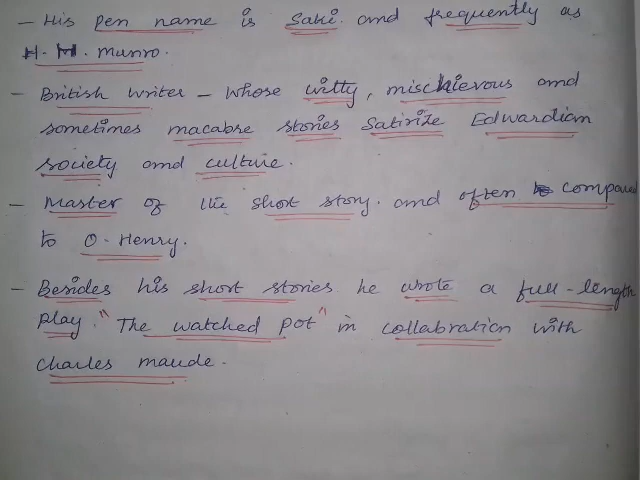 - His pen name is Saki. and frequently as
H. H. munro.
- British writer - whose witty, mischievous and
sometimes macabre stories satirize Edwardian
society and culture.
- Master of the short story. and often compared
to O. Henry.
- Besides his short stories he wrote a full-length
play. "The watched pot" in collabration with
charles maude.